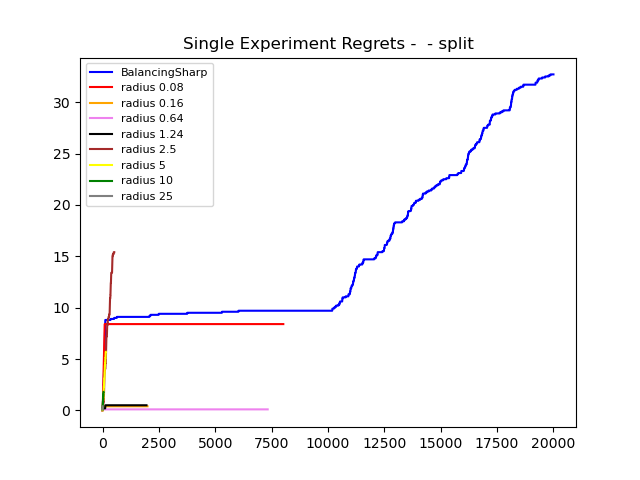 Single Experiment Regrets -  - split
BalancingSharp
radius 0.08
radius 0.16
radius 0.64
radius 1.24
radius 2.5
radius 5
radius 10
radius 25
30
25
20
15
10
5
0
0 2500 5000 7500 10000 12500 15000 17500 20000